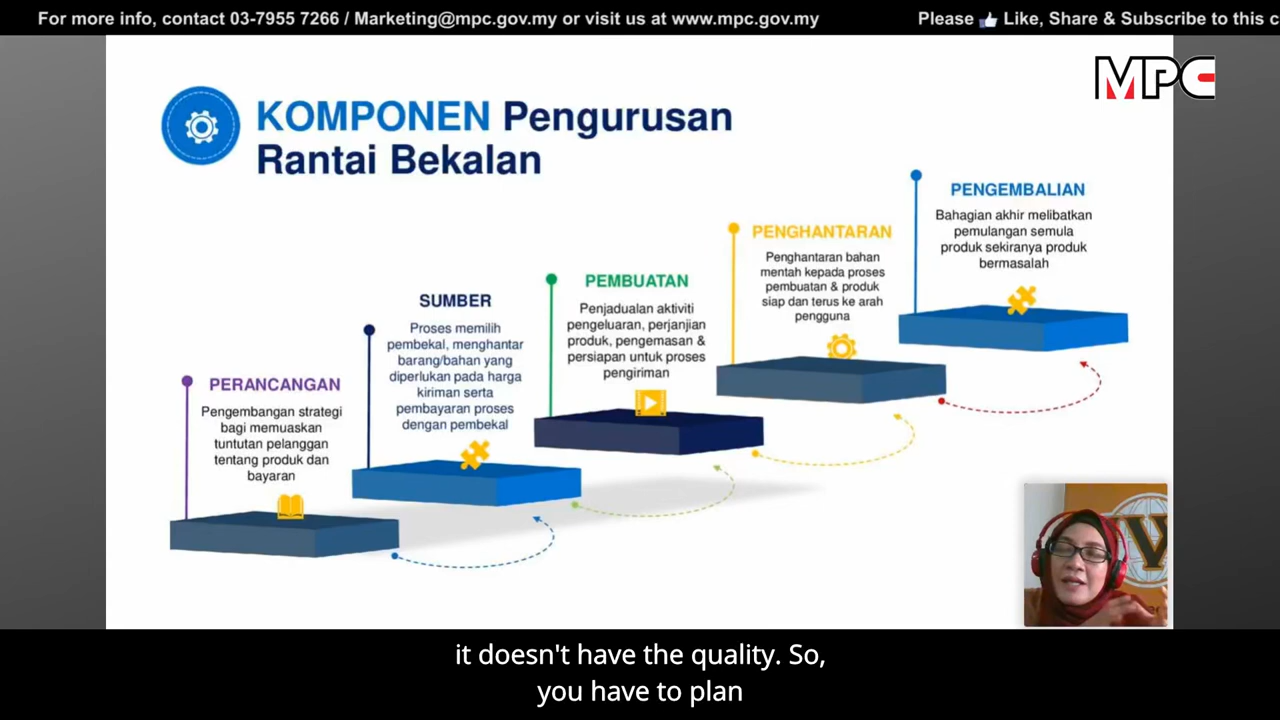 For more info, contact 03-7955 7266 / Marketing@mpc.gov.my or visit us at www.mpc.gov.my
Please Like, Share & Subscribe to this c
MPC
KOMPONEN Pengurusan
Rantai Bekalan
PERANCANGAN
Pengembangan strategi
bagi memuaskan
tuntutan pelanggan
tentang produk dan
bayaran
SUMBER
Proses memilih
pembekal, menghantar
barang/bahan yang
diperlukan pada harga
kiriman serta
pembayaran proses
dengan pembekal
PEMBUATAN
Penjadualan aktiviti
pengeluaran, perjanjian
produk, pengemasan &
persiapan untuk proses
pengiriman
PENGHANTARAN
Penghantaran bahan
mentah kepada proses
pembuatan & produk
siap dan terus ke arah
pengguna
PENGEMBALIAN
Bahagian akhir melibatkan
pemulangan semula
produk sekiranya produk
bermasalah
it doesn't have the quality. So,
you have to plan